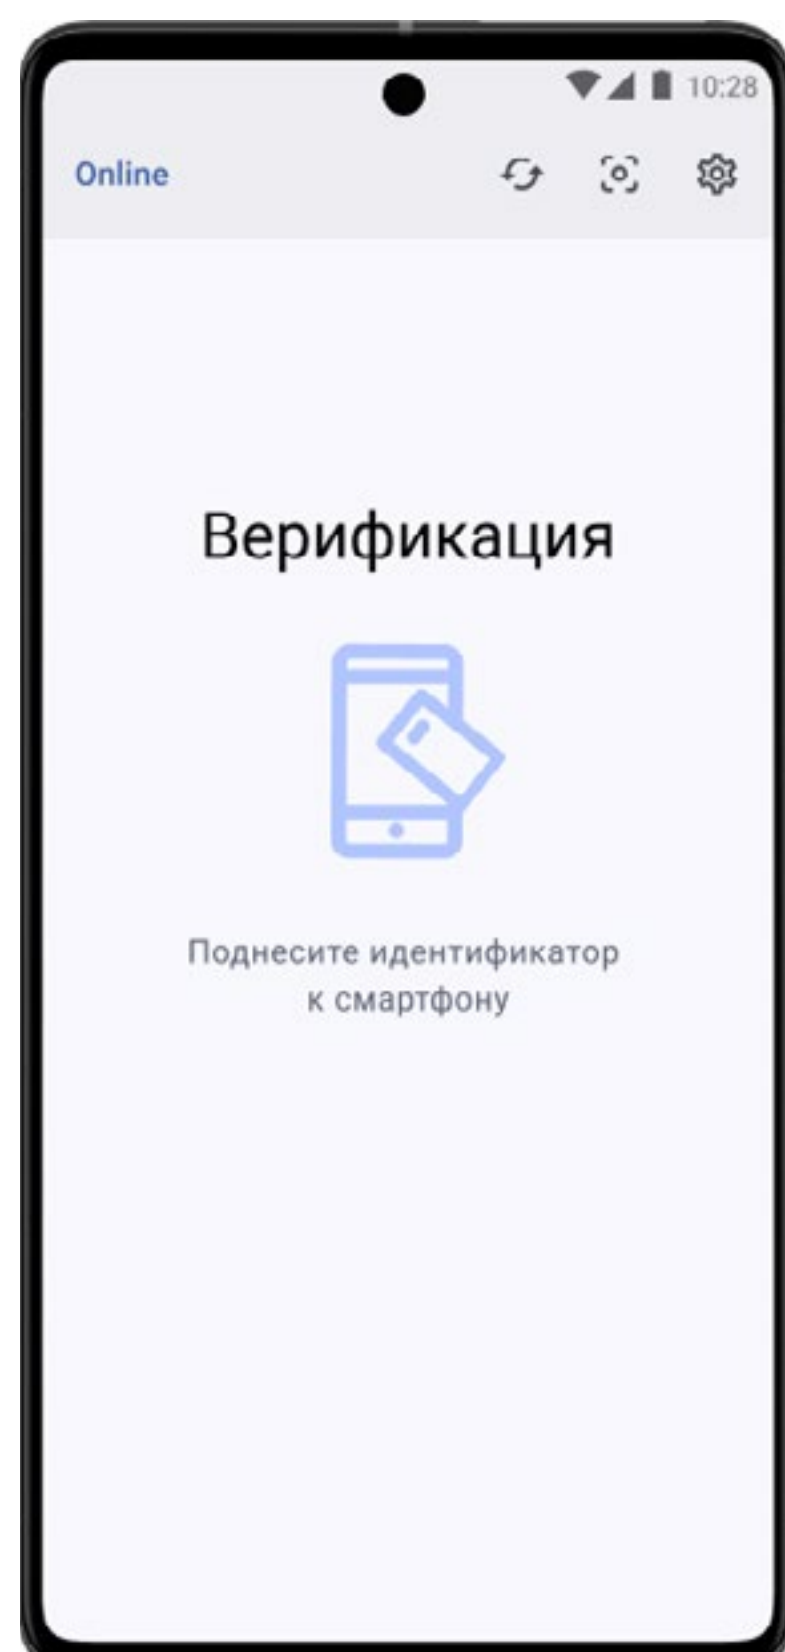 10:28
Online
Верификация
Поднесите идентификатор
к смартфону